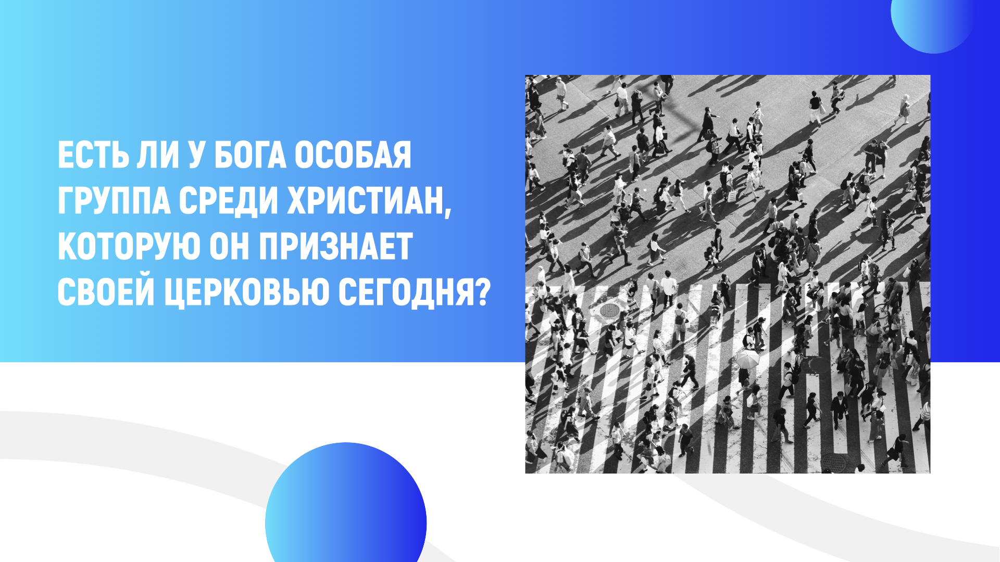 ЕСТЬ ЛИ У БОГА ОСОБАЯ
ГРУППА СРЕДИ ХРИСТИАН,
КОТОРУЮ ОН ПРИЗНАЕТ
СВОЕЙ ЦЕРКОВЬЮ СЕГОДНЯ?